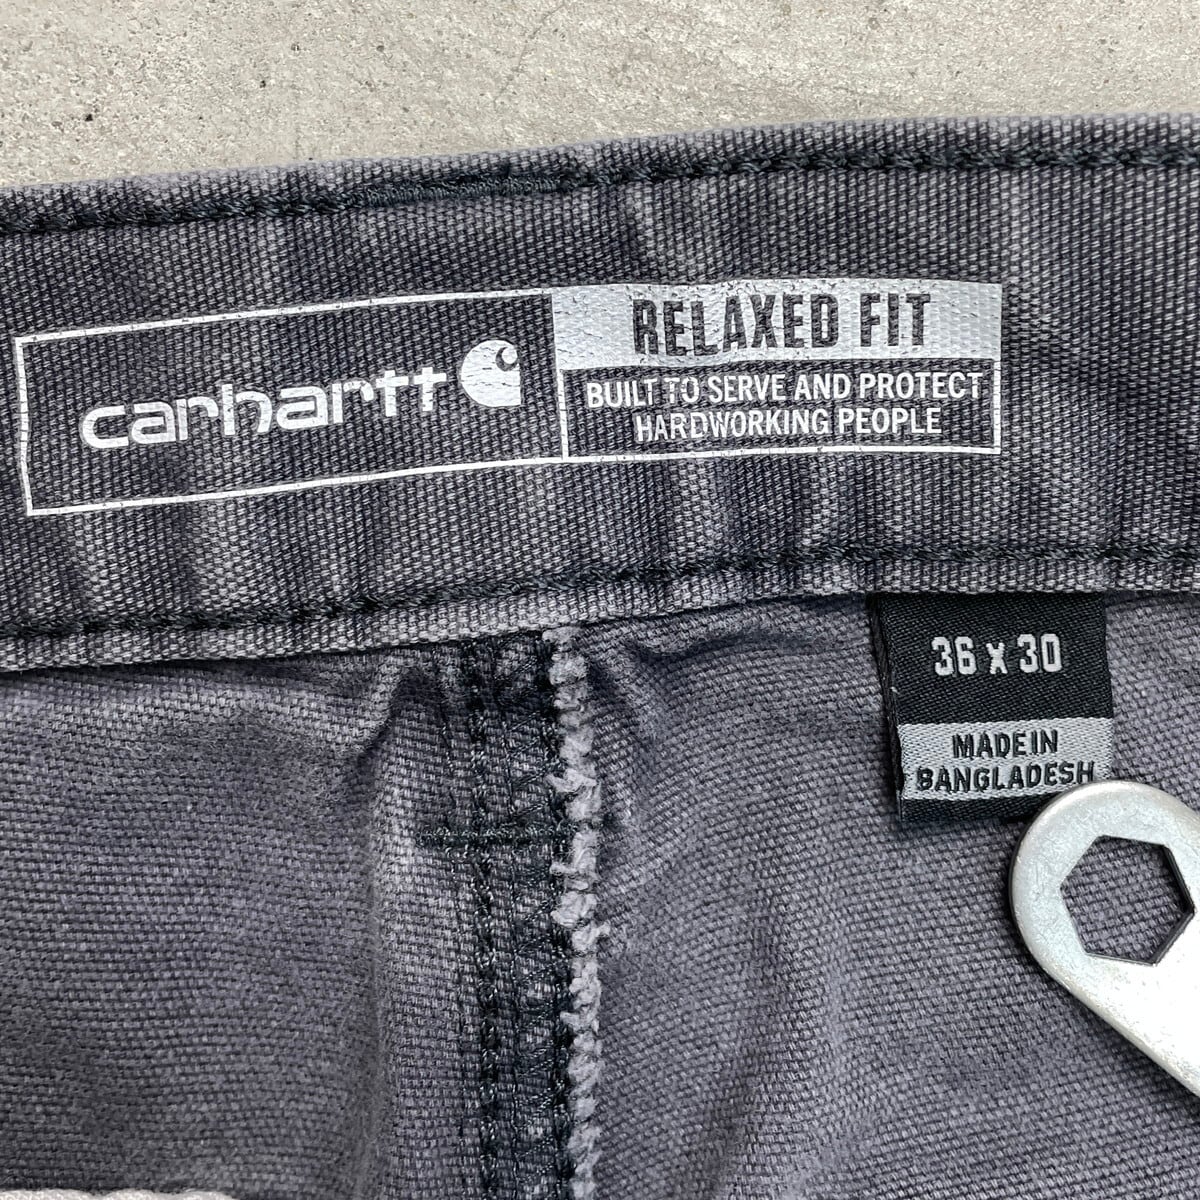 carhartt
RELAXED FIT
BUILT TO SERVE AND PROTECT
HARDWORKING PEOPLE
36 x 30
MADE IN
BANGLADESH